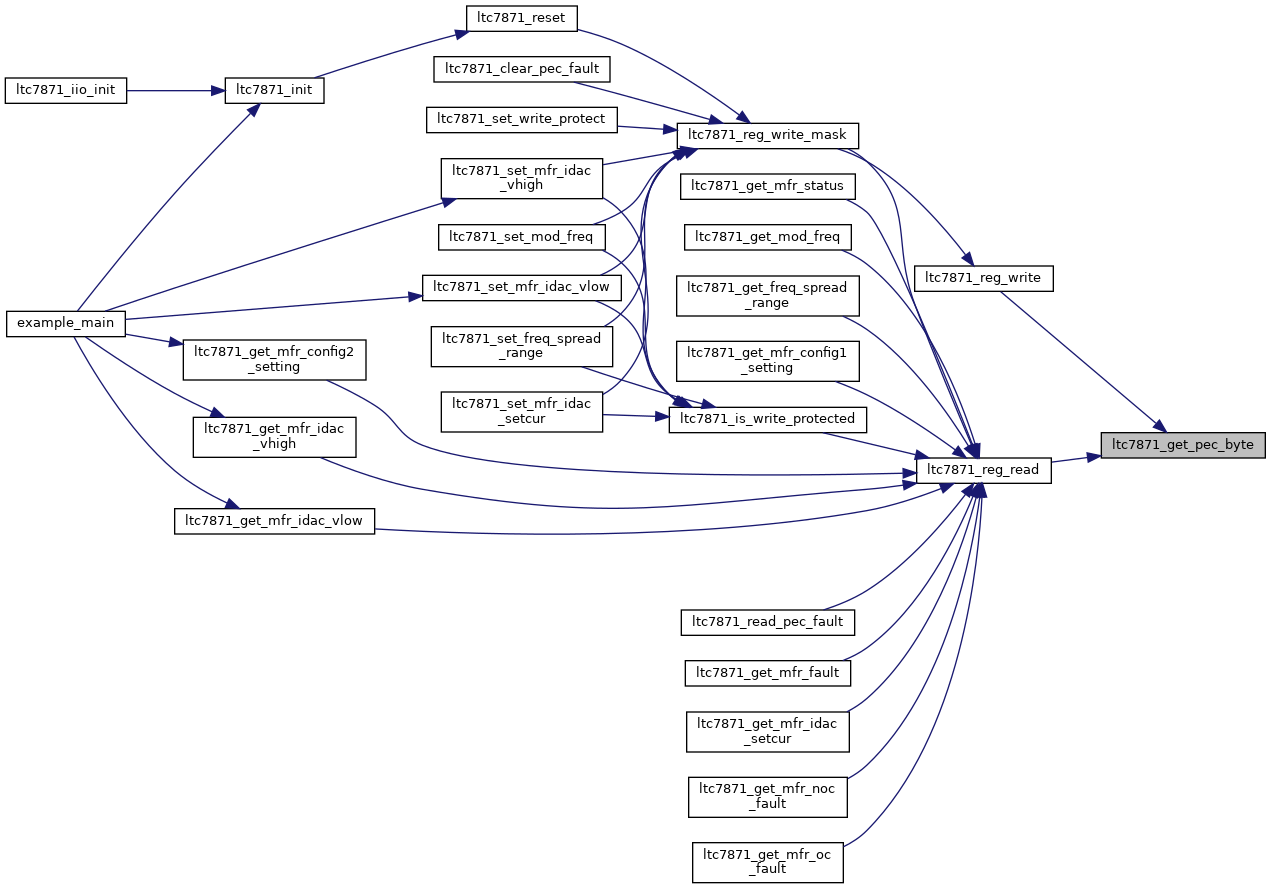 ltc7871_reset
ltc7871_clear_pec_fault
ltc7871_iio_init
ltc7871_init
ltc7871_set_write_protect
ltc7871_reg_write_mask
ltc7871_set_mfr_idac
_vhigh
ltc7871_get_mfr_status
ltc7871_set_mod_freq
ltc7871_get_mod_freq
ltc7871_reg_write
ltc7871_set_mfr_idac_vlow
ltc7871_get_freq_spread
_range
example_main
ltc7871_set_freq_spread
_range
ltc7871_get_mfr_config2
_setting
ltc7871_get_mfr_config1
_setting
ltc7871_set_mfr_idac
_setcur
ltc7871_is_write_protected
ltc7871_get_mfr_idac
_vhigh
ltc7871_get_pec_byte
ltc7871_reg_read
ltc7871_get_mfr_idac_vlow
ltc7871_read_pec_fault
ltc7871_get_mfr_fault
ltc7871_get_mfr_idac
_setcur
ltc7871_get_mfr_noc
_fault
ltc7871_get_mfr_oc
_fault